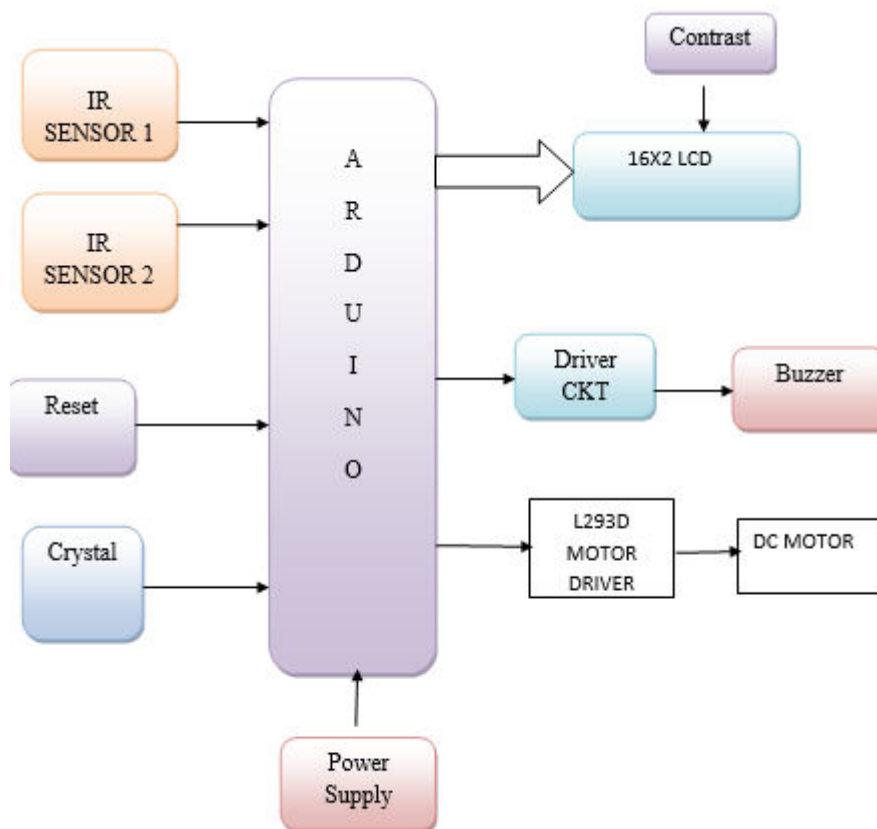 Contrast
IR
SENSOR 1
16X2 LCD
A
R
D
U
I
N
O
IR
SENSOR 2
Driver
CKT
Buzzer
Reset
L293D
MOTOR
DRIVER
DC MOTOR
Crystal
Power
Supply